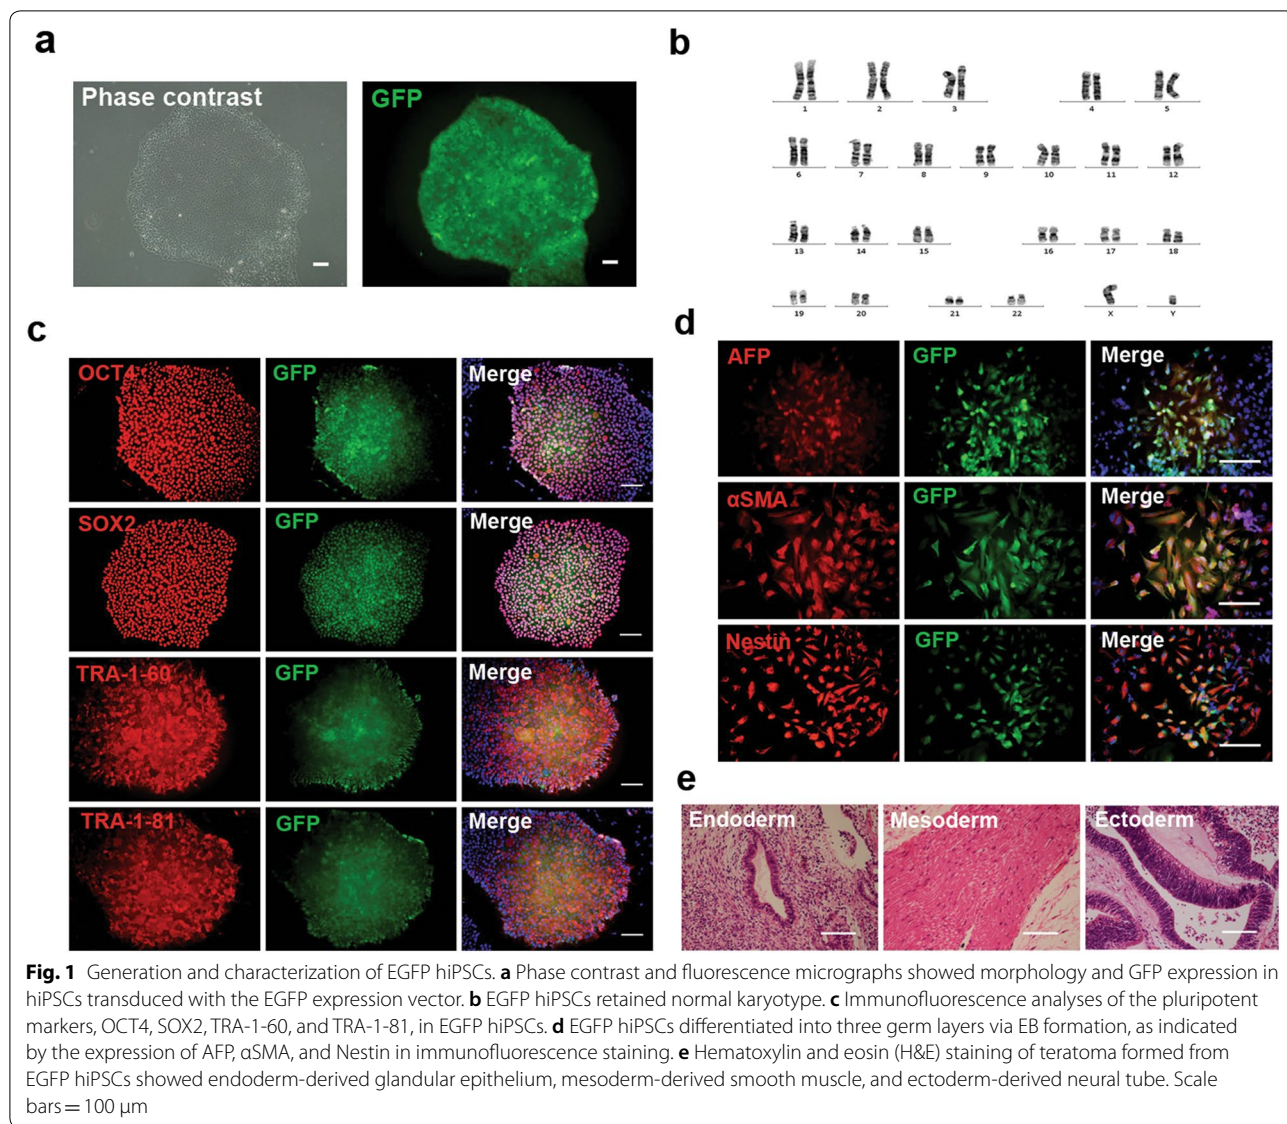 a
Phase contrast
GFP
b
1 2 3 4 5
6 7 8 9 10 11 12
13 14 15 16 17 18
19 20 21 22 X Y
c
OCT4 GFP Merge
SOX2 GFP Merge
TRA-1-60 GFP Merge
TRA-1-81 GFP Merge
d
AFP GFP Merge
αSMA GFP Merge
Nestin GFP Merge
e
Endoderm Mesoderm Ectoderm
Fig. 1 Generation and characterization of EGFP hiPSCs. a Phase contrast and fluorescence micrographs showed morphology and GFP expression in
hiPSCs transduced with the EGFP expression vector. b EGFP hiPSCs retained normal karyotype. c Immunofluorescence analyses of the pluripotent
markers, OCT4, SOX2, TRA-1-60, and TRA-1-81, in EGFP hiPSCs. d EGFP hiPSCs differentiated into three germ layers via EB formation, as indicated
by the expression of AFP, αSMA, and Nestin in immunofluorescence staining. e Hematoxylin and eosin (H&E) staining of teratoma formed from
EGFP hiPSCs showed endoderm-derived glandular epithelium, mesoderm-derived smooth muscle, and ectoderm-derived neural tube. Scale
bars = 100 μm